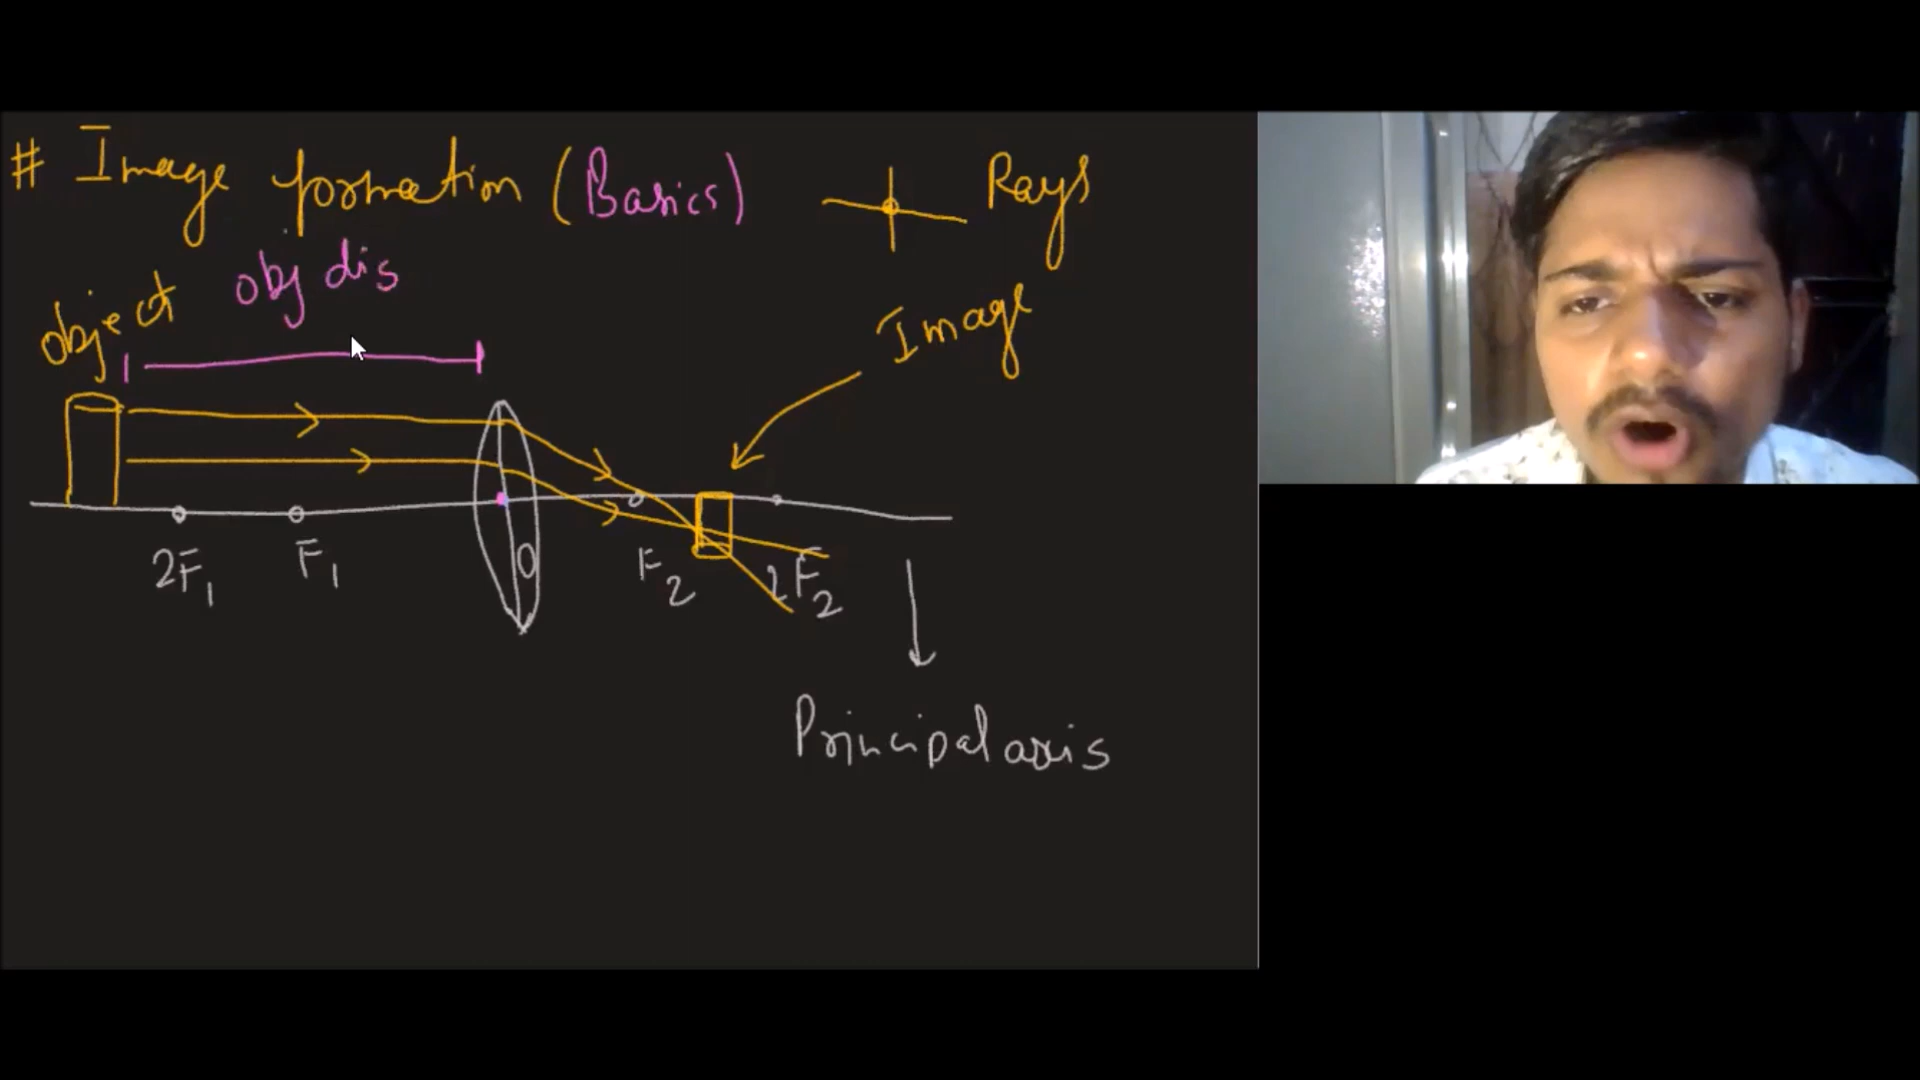 # Image formation (Basics)
Rays
object
obj dis
Image
2F₁
F₁
O
F₂
2F₂
Principal axis